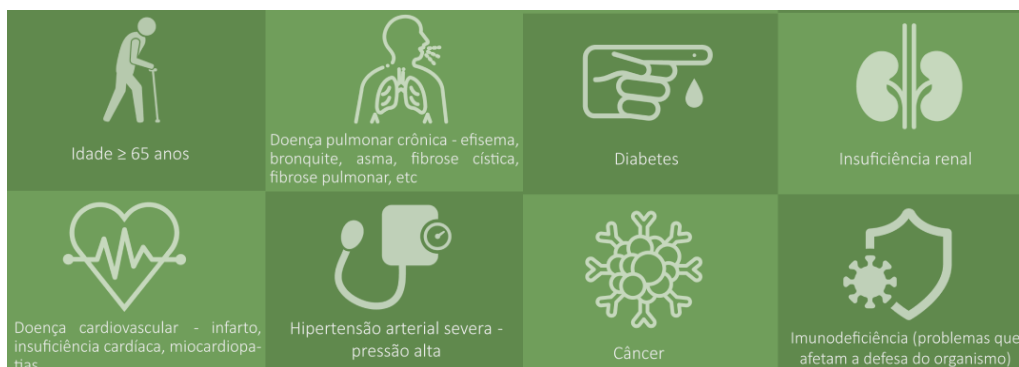 Idade ≥ 65 anos
Doença pulmonar crônica - efisema,
bronquite, asma, fibrose cística,
fibrose pulmonar, etc
Diabetes
Insuficiência renal
Doença cardiovascular - infarto,
insuficiência cardíaca, miocardiopa-
tias
Hipertensão arterial severa -
pressão alta
Câncer
Imunodeficiência (problemas que
afetam a defesa do organismo)